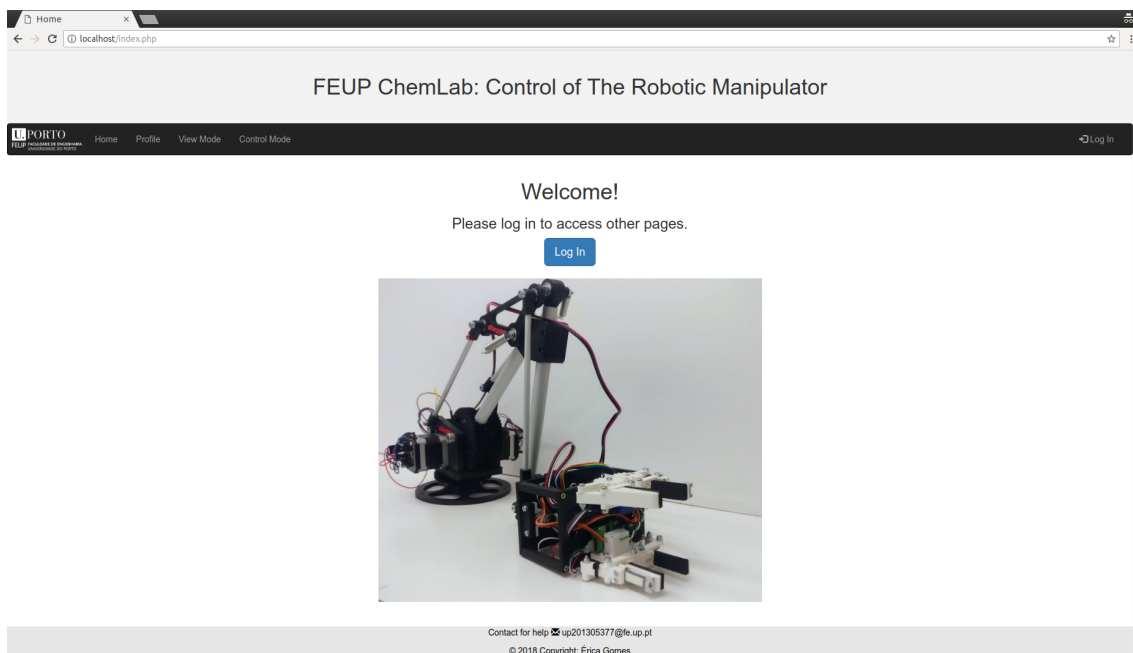 Home
localhost/index.php
FEUP ChemLab: Control of The Robotic Manipulator
U. PORTO
FEUP FACULDADE DE ENGENHARIA
UNIVERSIDADE DO PORTO
Home Profile View Mode Control Mode Log In
Welcome!
Please log in to access other pages.
Log In
Contact for help up201305377@fe.up.pt
© 2018 Copyright: Érica Gomes